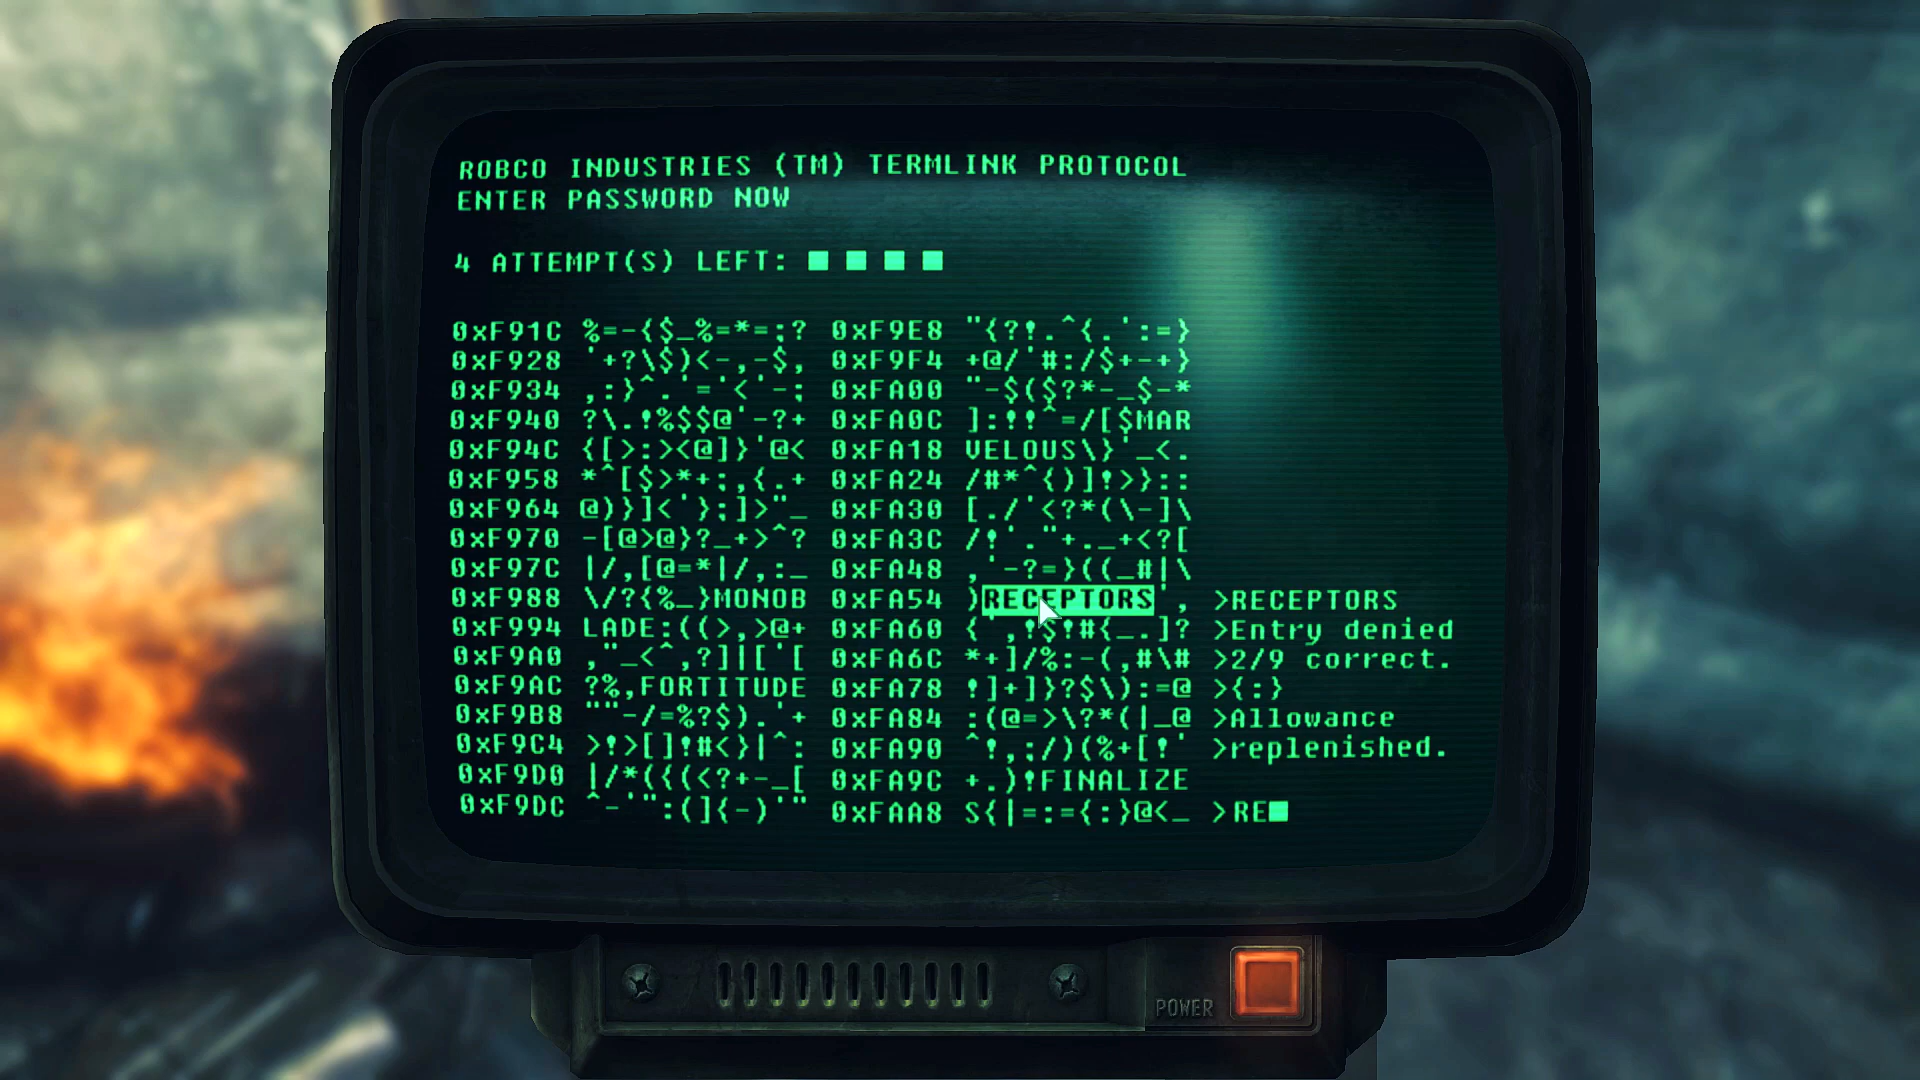 ROBCO INDUSTRIES (TM) TERMLINK PROTOCOL
ENTER PASSWORD NOW
4 ATTEMPT(S) LEFT: ■ ■ ■ ■
0xF91C %=-{$_%=*=;? 0xF9E8 "{?!.^{.':=}
0xF928 '+?\$)<-,-$, 0xF9F4 +@/'#:/$+-+}
0xF934 ,:}^.'='<'-; 0xFA00 "-$($?*-_$-*
0xF940 ?\.!%$$@'-?+ 0xFA0C ]:!!^=/[$MAR
0xF94C {[>:><@]}'@< 0xFA18 VELOUS\}'_<.
0xF958 *^[$>*+;,{.+ 0xFA24 /#*^{)]!>}::
0xF964 @)}]<'};]>"_ 0xFA30 [./'<?*(\-]\
0xF970 -[@>@}?_+>^? 0xFA3C /!'."+._+<?[
0xF97C |/,[@=*|/,:_ 0xFA48 ,'-?=}((_#|\
0xF988 \/?{%_}MONOB 0xFA54 )RECEPTORS', >RECEPTORS
0xF994 LADE:((>,>@+ 0xFA60 {',!$!#{_.]? >Entry denied
0xF9A0 ,"_<^,?]|['[ 0xFA6C *+]/%:-(,#\# >2/9 correct.
0xF9AC ?%,FORTITUDE 0xFA78 !]+]}?$\):=@ >{:}
0xF9B8 ""-/=%?$).'+ 0xFA84 :(@=>\?*(|_@ >Allowance
0xF9C4 >!>[]!#<}|^: 0xFA90 ^!,;/)(%+[!' >replenished.
0xF9D0 |/*({(<?+-_[ 0xFA9C +.)!FINALIZE
0xF9DC ^-'":(]{-)'" 0xFAA8 S{|=:={:}@<_ >RE■
POWER